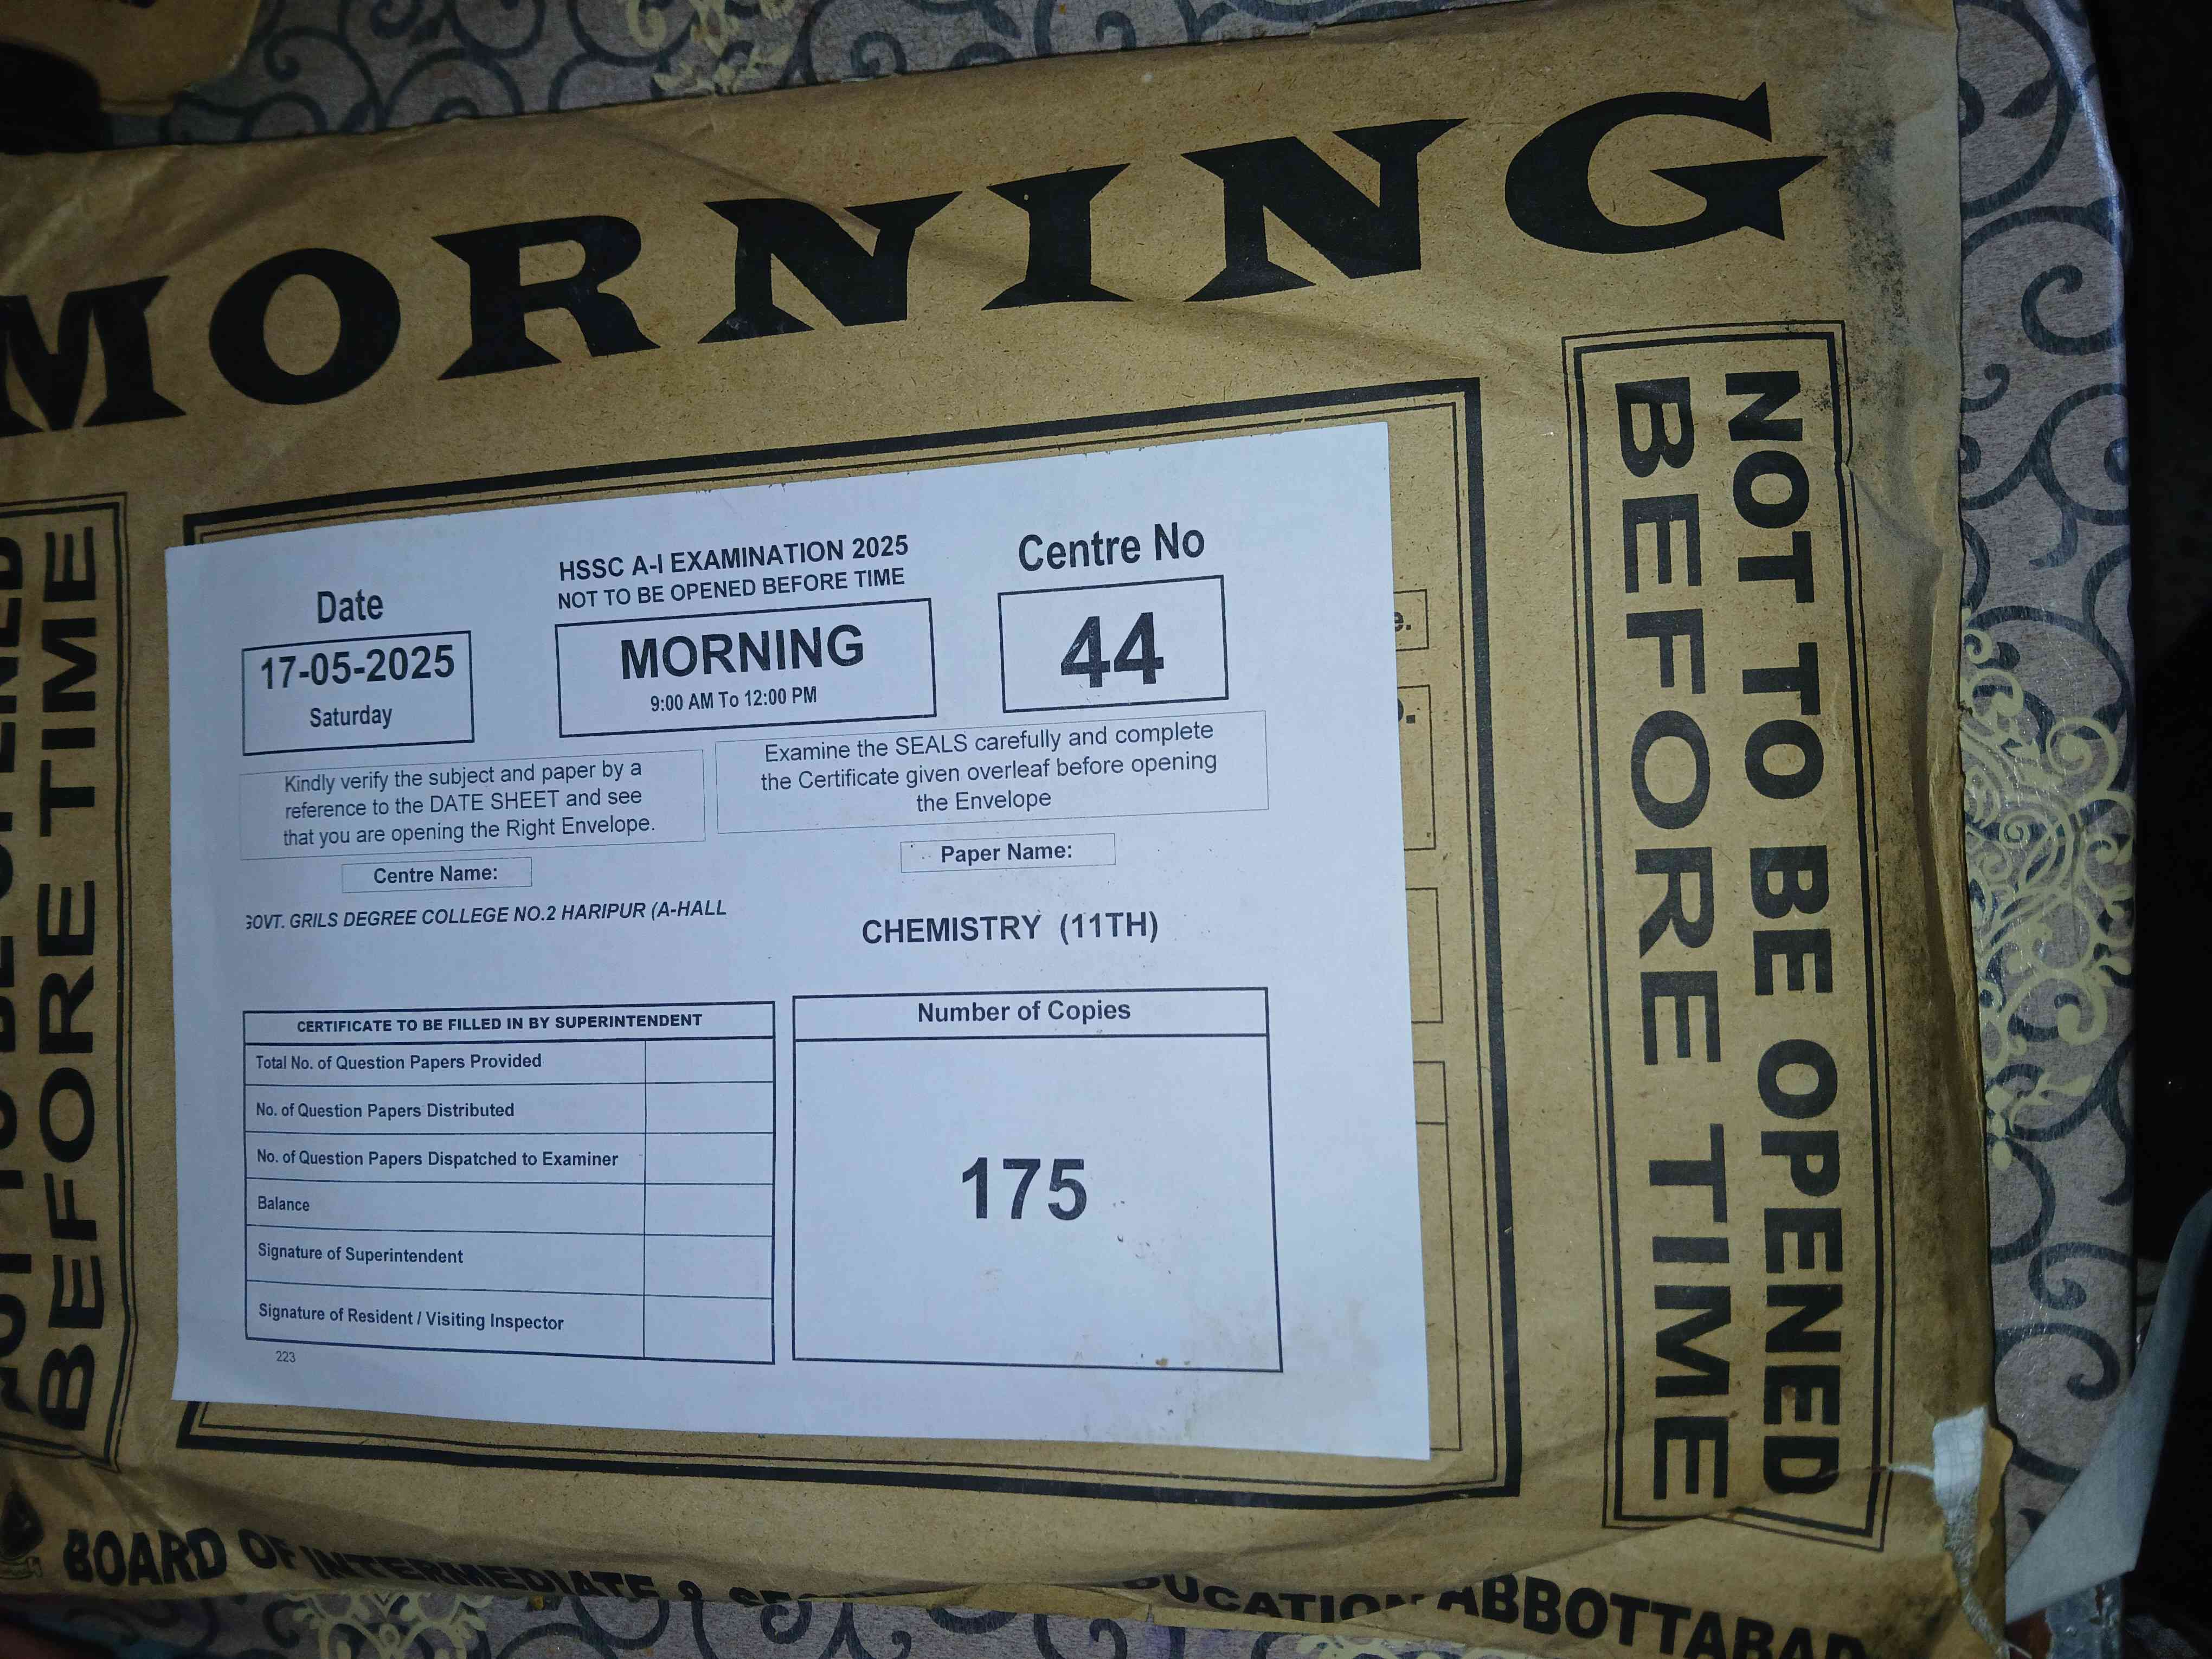 MORNING
NOT TO BE OPENED
BEFORE TIME
HSSC A-I EXAMINATION 2025
NOT TO BE OPENED BEFORE TIME
Date
17-05-2025
Saturday
MORNING
9:00 AM To 12:00 PM
Centre No
44
Kindly verify the subject and paper by a
reference to the DATE SHEET and see
that you are opening the Right Envelope.
Examine the SEALS carefully and complete
the Certificate given overleaf before opening
the Envelope
Centre Name:
GOVT. GRILS DEGREE COLLEGE NO.2 HARIPUR (A-HALL
Paper Name:
CHEMISTRY (11TH)
CERTIFICATE TO BE FILLED IN BY SUPERINTENDENT
Total No. of Question Papers Provided
No. of Question Papers Distributed
No. of Question Papers Dispatched to Examiner
Balance
Signature of Superintendent
Signature of Resident / Visiting Inspector
223
Number of Copies
175
NOT TO BE OPENED
BEFORE TIME
BOARD OF INTERMEDIATE & EDUCATION ABBOTTABAD